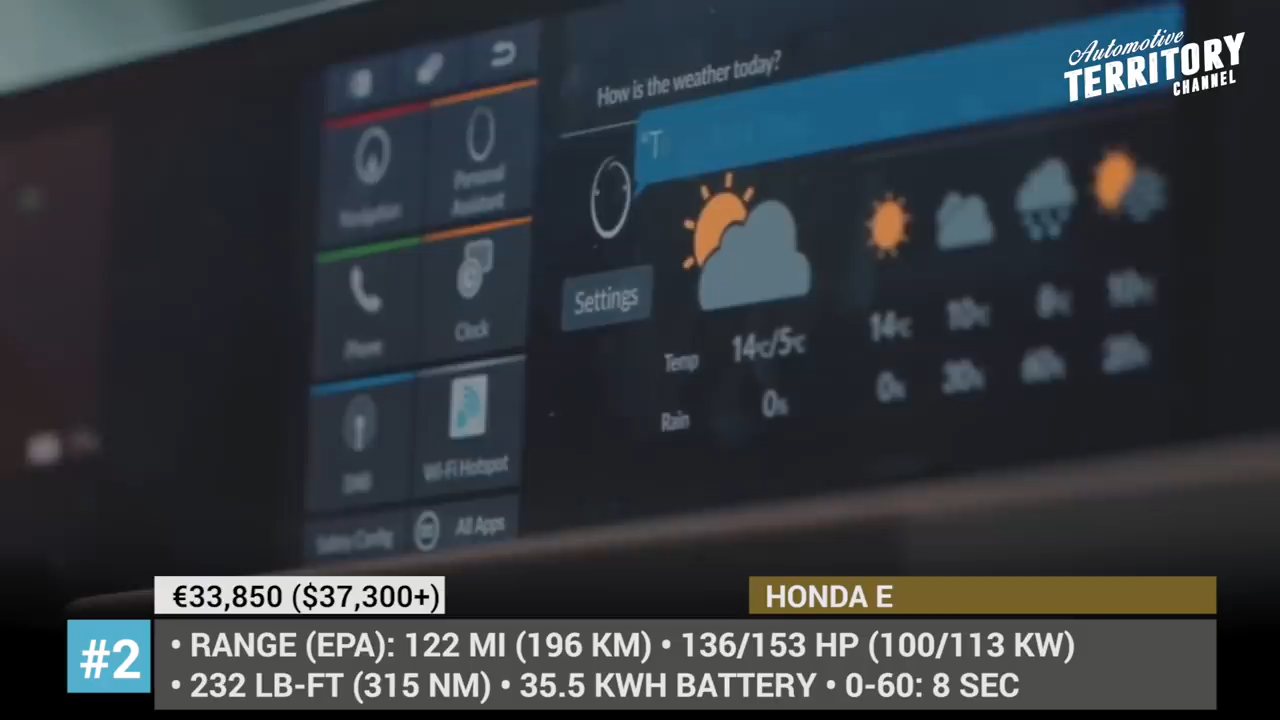 Automotive
TERRITORY
CHANNEL
How is the weather today?
"T
Navigation
Personal
Assistant
Settings
Phone
Clock
Temp 14c/5c 14c 10c 8c 10c
Rain 0% 0% 30% 60% 20%
Wi-Fi Hotspot
All Apps
€33,850 ($37,300+)
HONDA E
#2
• RANGE (EPA): 122 MI (196 KM) • 136/153 HP (100/113 KW)
• 232 LB-FT (315 NM) • 35.5 KWH BATTERY • 0-60: 8 SEC